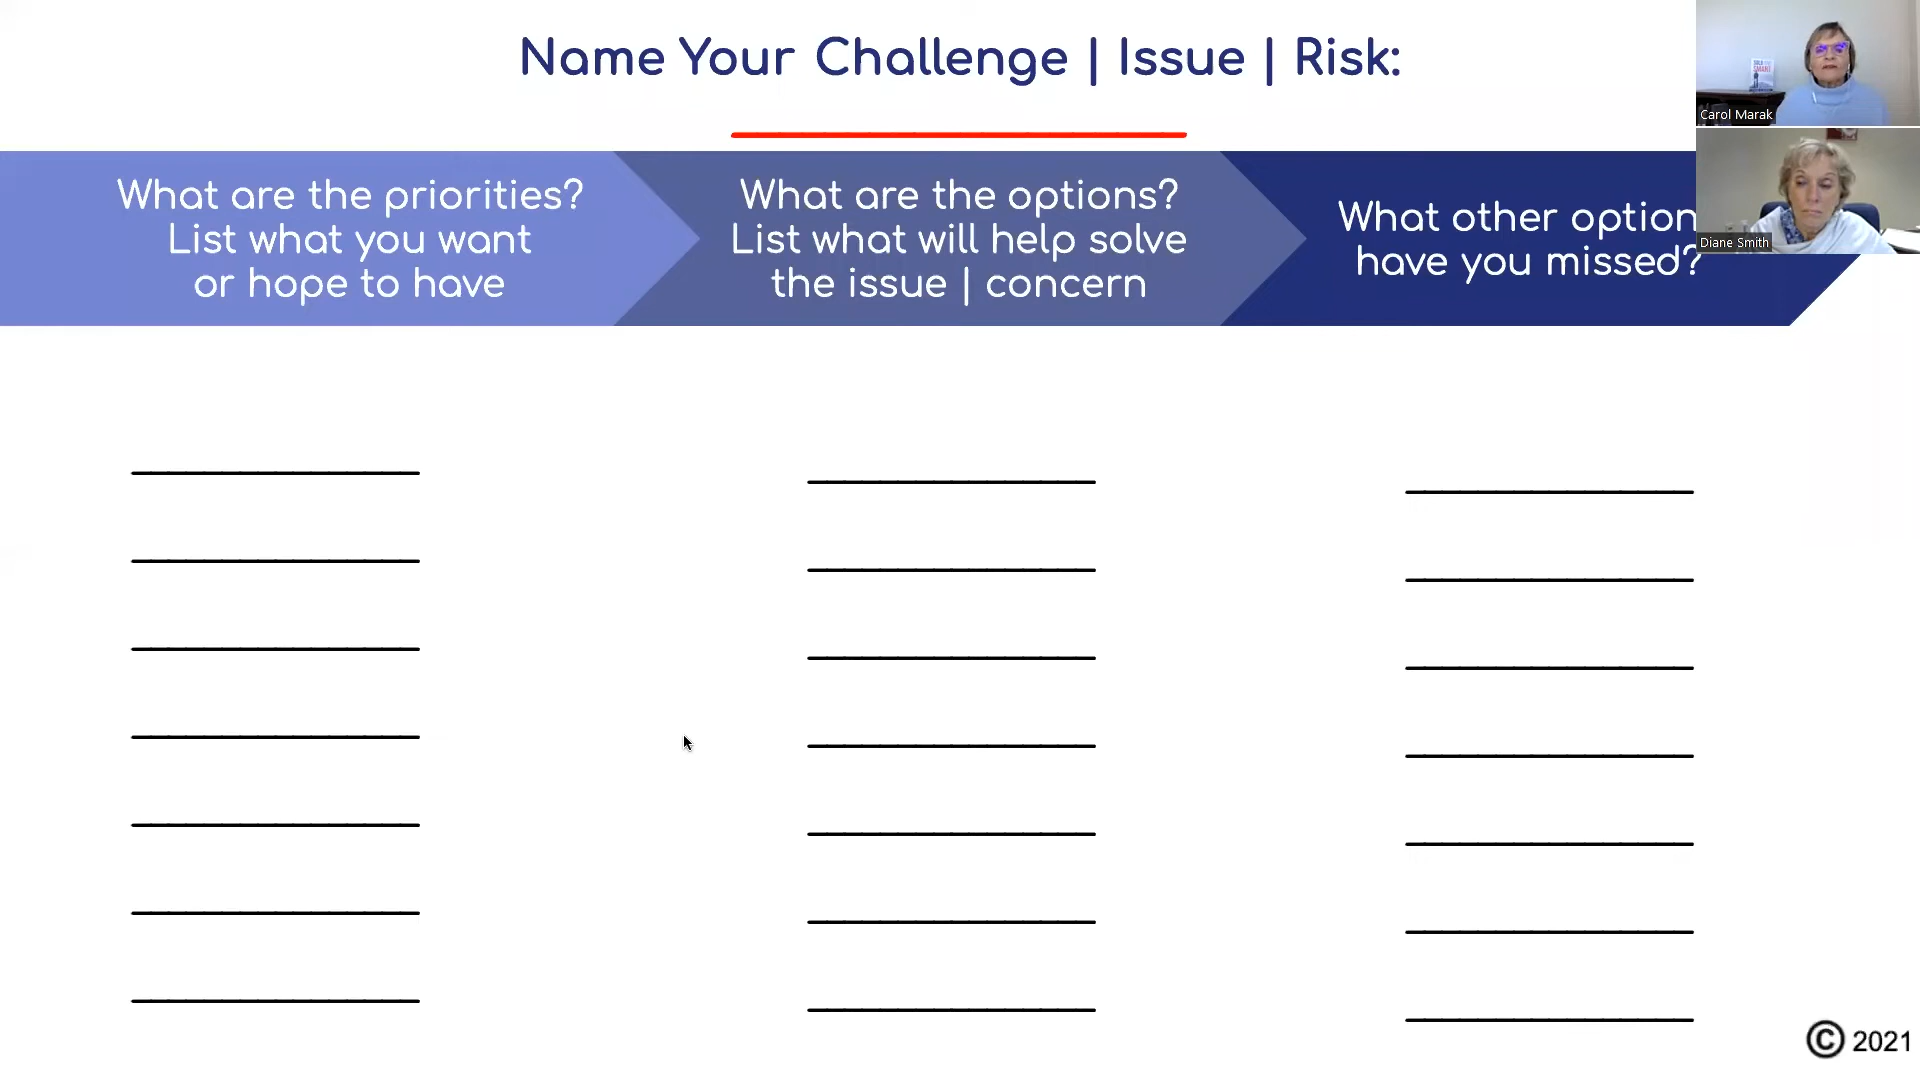 Name Your Challenge | Issue | Risk:
What are the priorities?
List what you want
or hope to have
What are the options?
List what will help solve
the issue | concern
What other option
have you missed?
Carol Marak
Diane Smith
© 2021